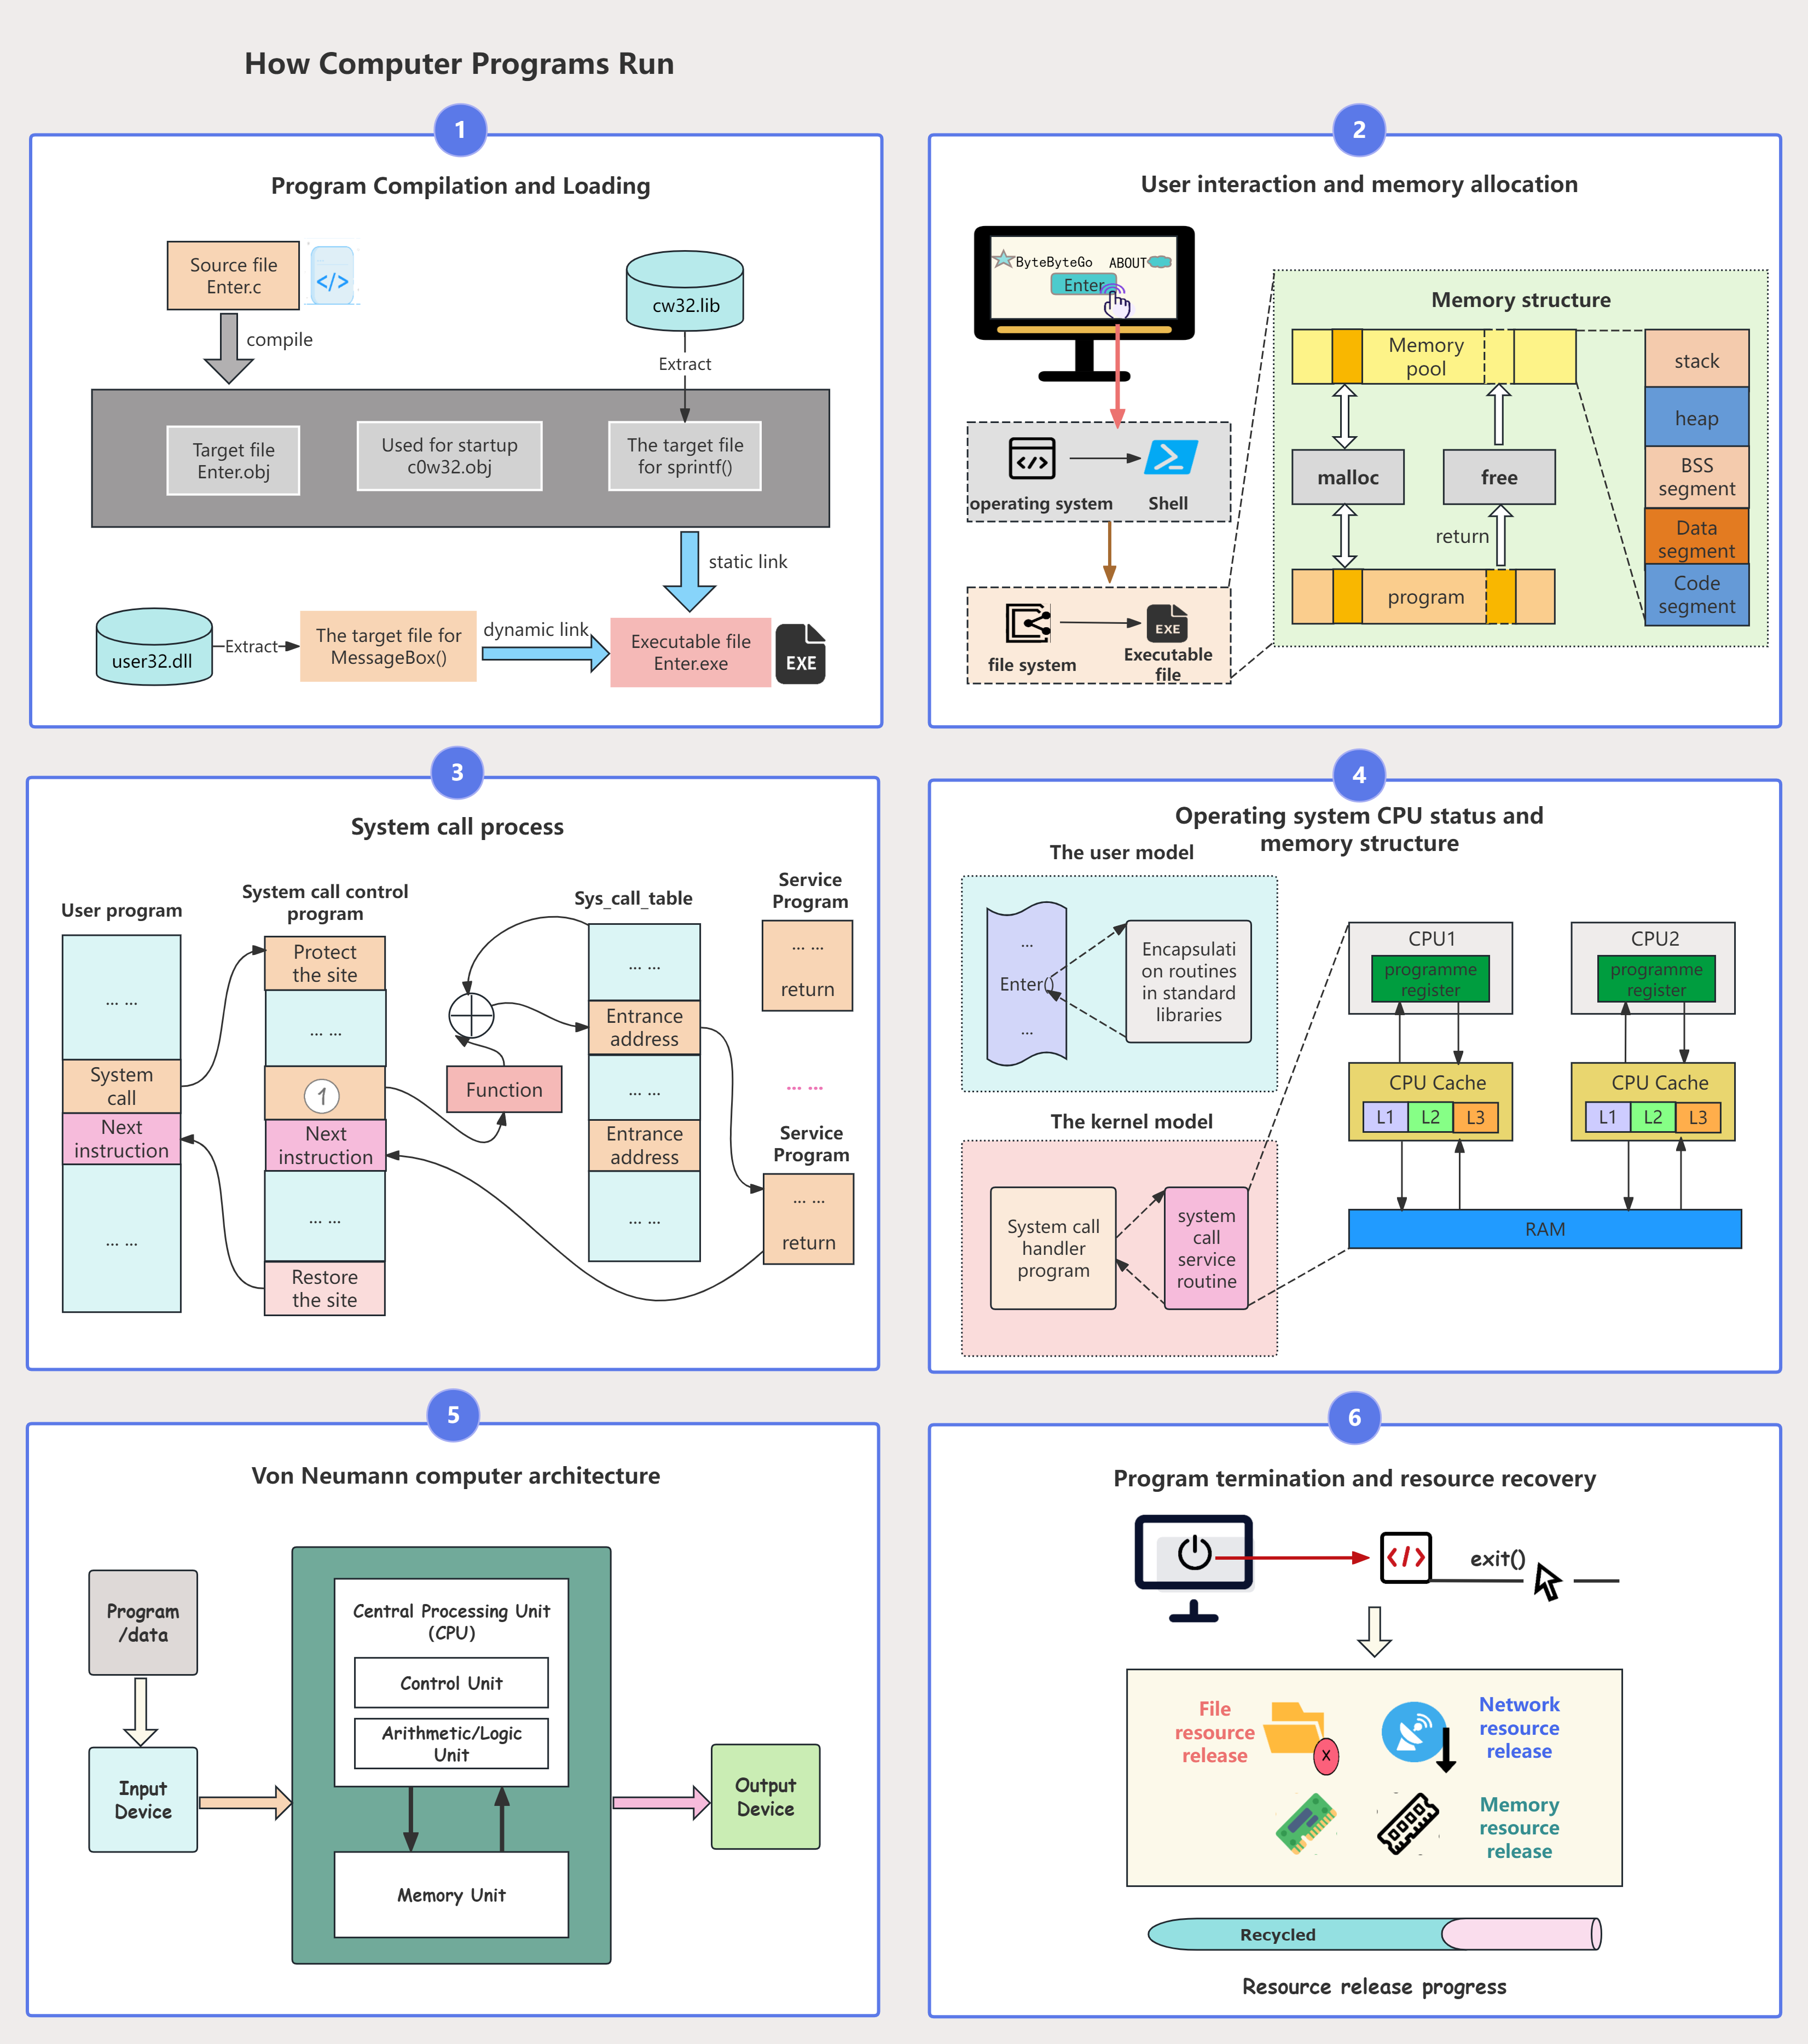 How Computer Programs Run
1
Program Compilation and Loading
Source file
Enter.c
</>
compile
cw32.lib
Extract
Target file
Enter.obj
Used for startup
c0w32.obj
The target file
for sprintf()
static link
user32.dll
Extract
The target file for
MessageBox()
dynamic link
Executable file
Enter.exe
EXE
2
User interaction and memory allocation
ByteByteGo
ABOUT
Enter
operating system
Shell
file system
EXE
Executable
file
Memory structure
Memory
pool
malloc
free
return
program
stack
heap
BSS
segment
Data
segment
Code
segment
3
System call process
User program
... ...
System
call
Next
instruction
... ...
System call control
program
Protect
the site
... ...
1
Next
instruction
... ...
Restore
the site
Function
Sys_call_table
... ...
Entrance
address
... ...
Entrance
address
... ...
Service
Program
... ...
return
... ...
Service
Program
... ...
return
4
Operating system CPU status and
memory structure
The user model
...
Enter()
...
Encapsulati
on routines
in standard
libraries
The kernel model
System call
handler
program
system
call
service
routine
CPU1
programme
register
CPU Cache
L1 L2 L3
CPU2
programme
register
CPU Cache
L1 L2 L3
RAM
5
Von Neumann computer architecture
Program
/data
Input
Device
Central Processing Unit
(CPU)
Control Unit
Arithmetic/Logic
Unit
Memory Unit
Output
Device
6
Program termination and resource recovery
</>
exit()
File
resource
release
X
Network
resource
release
Memory
resource
release
Recycled
Resource release progress